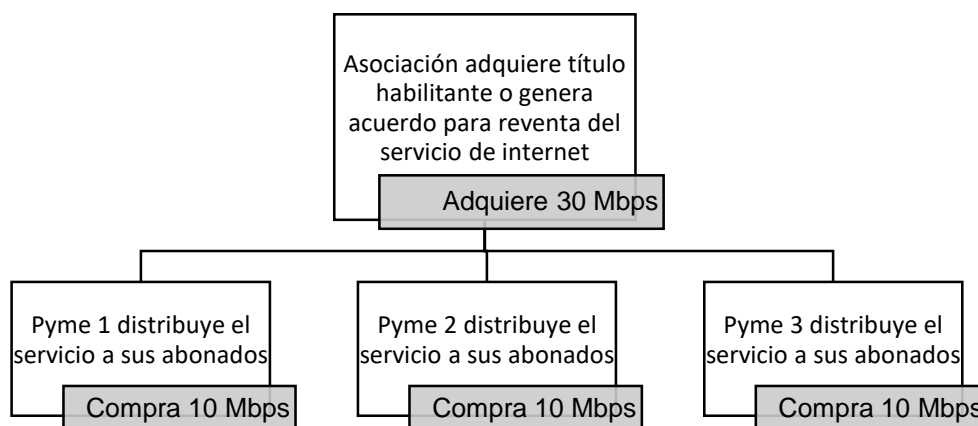 Asociación adquiere título
habilitante o genera
acuerdo para reventa del
servicio de internet
Adquiere 30 Mbps
Pyme 1 distribuye el
servicio a sus abonados
Compra 10 Mbps
Pyme 2 distribuye el
servicio a sus abonados
Compra 10 Mbps
Pyme 3 distribuye el
servicio a sus abonados
Compra 10 Mbps